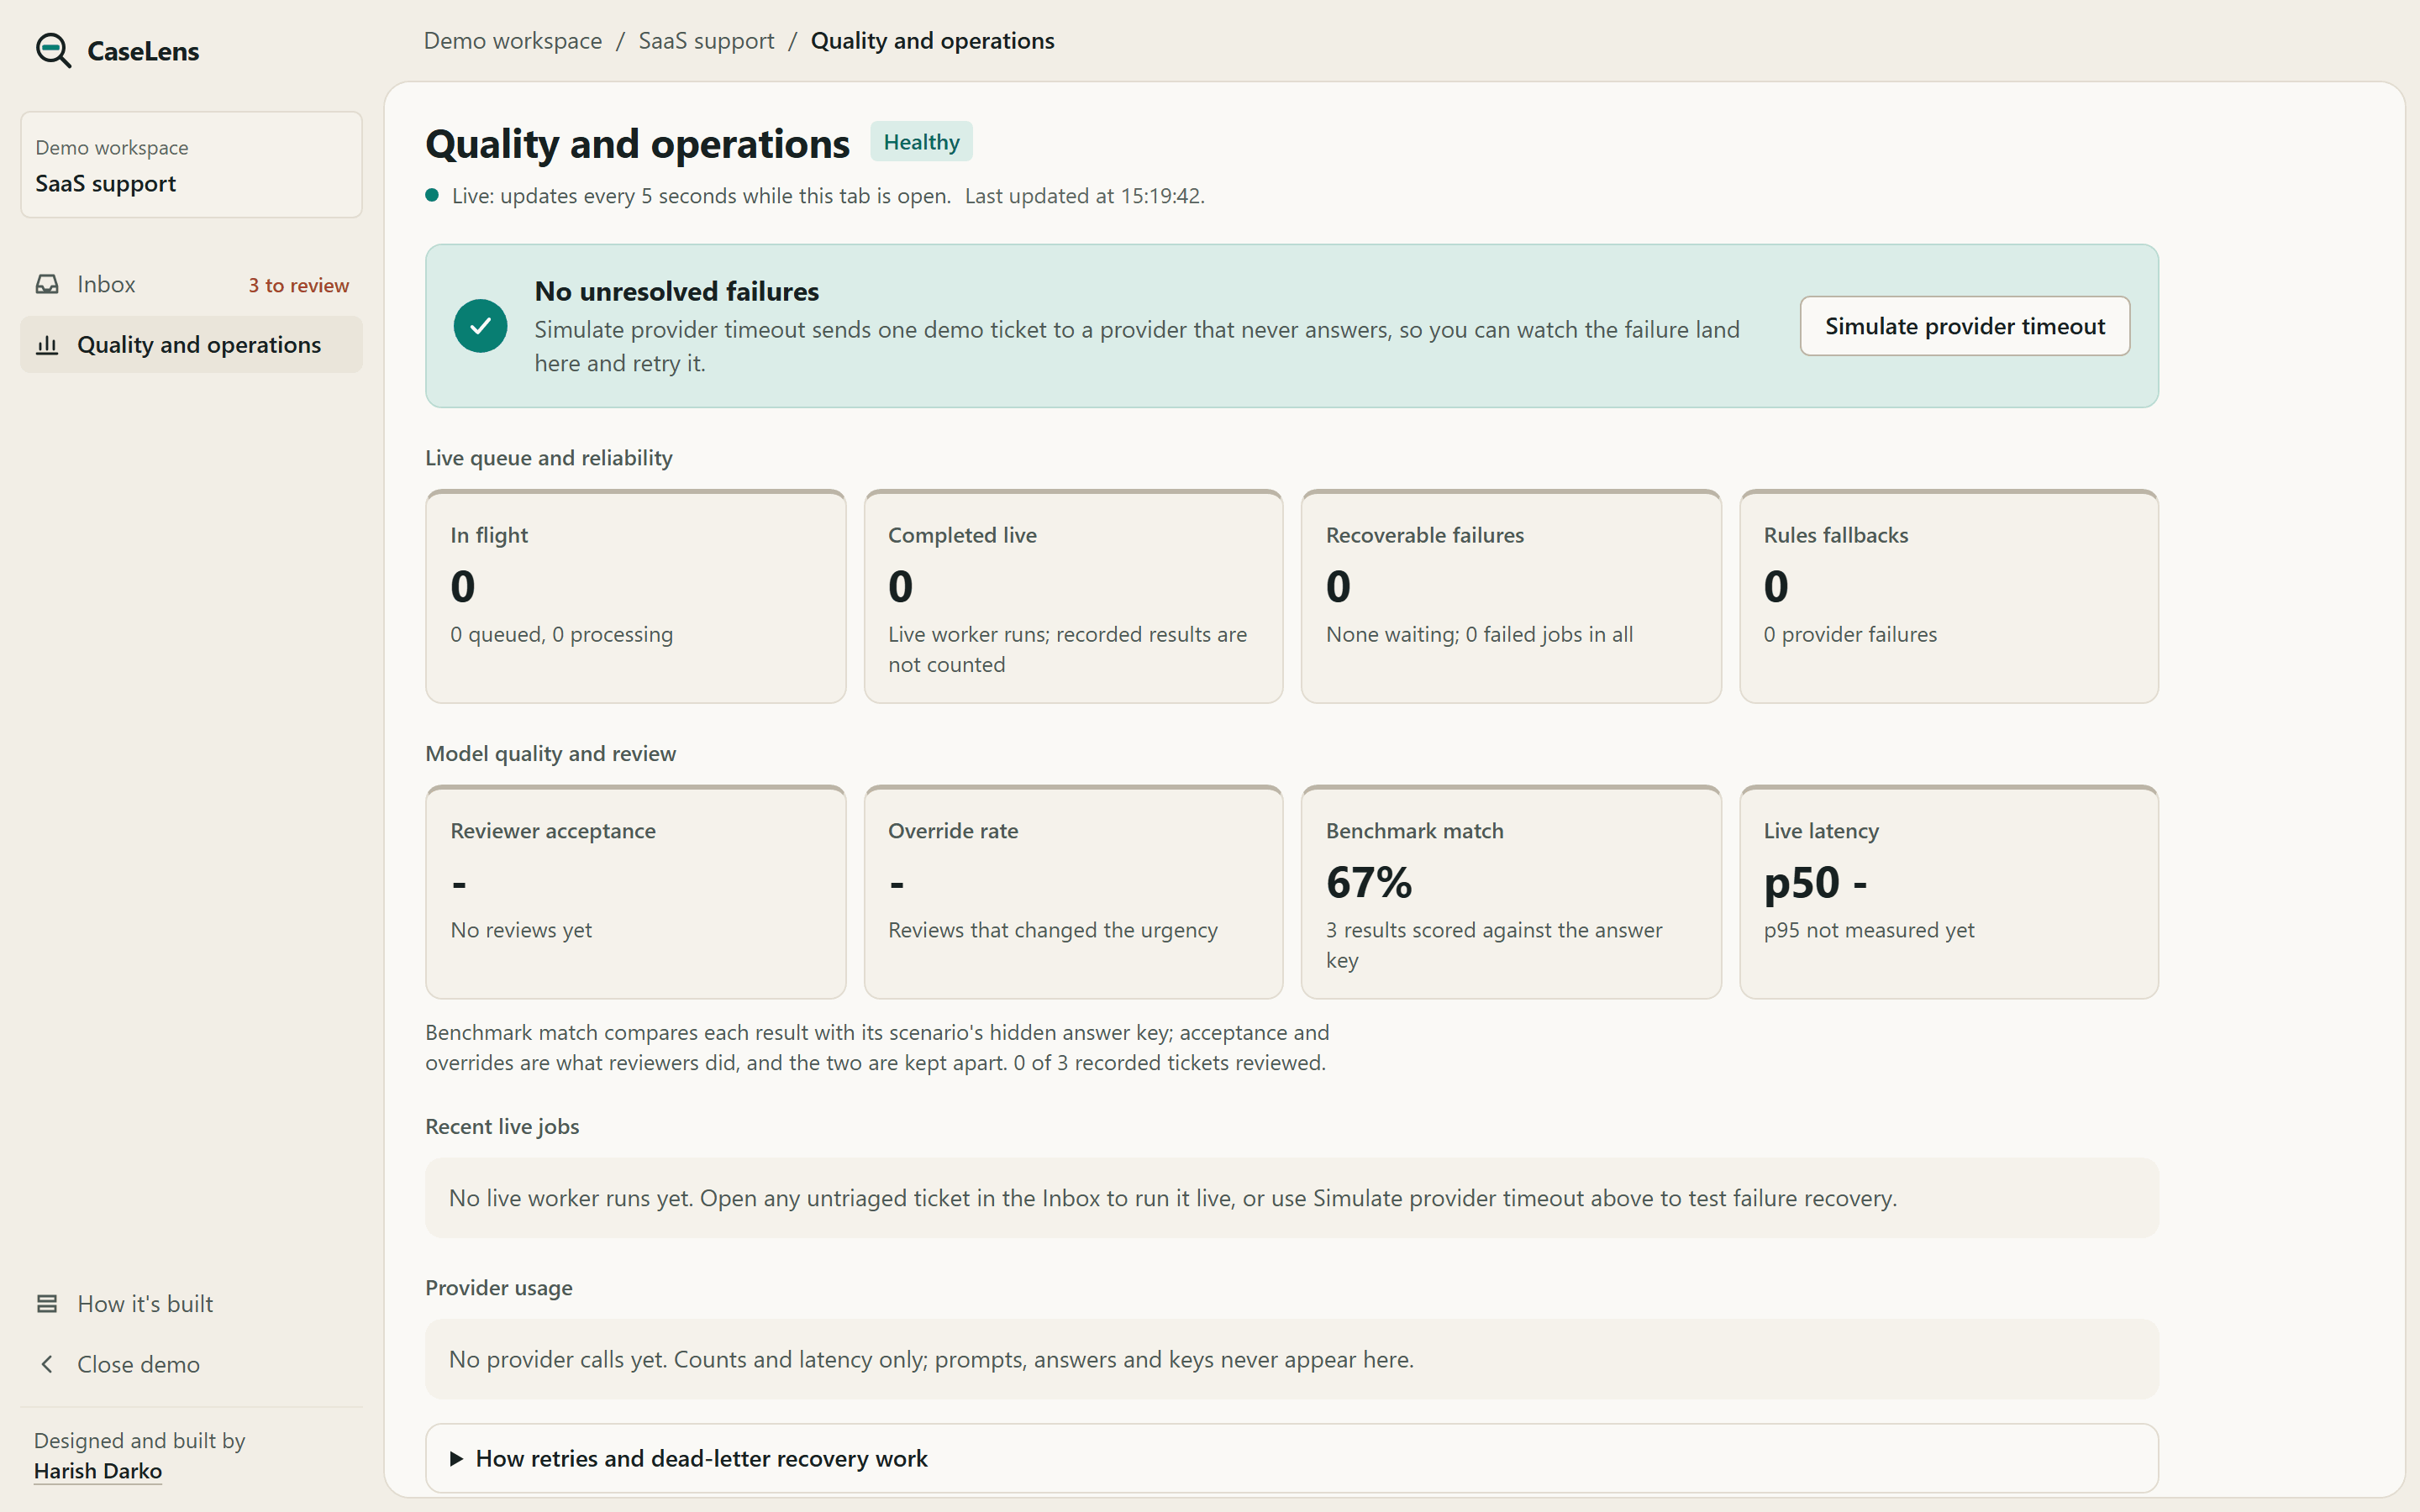 CaseLens
Demo workspace
SaaS support
Inbox
3 to review
Quality and operations
How it's built
Close demo
Designed and built by
Harish Darko
Demo workspace / SaaS support / Quality and operations
Quality and operations
Healthy
Live: updates every 5 seconds while this tab is open. Last updated at 15:19:42.
No unresolved failures
Simulate provider timeout sends one demo ticket to a provider that never answers, so you can watch the failure land
here and retry it.
Simulate provider timeout
Live queue and reliability
In flight
0
0 queued, 0 processing
Completed live
0
Live worker runs; recorded results are
not counted
Recoverable failures
0
None waiting; 0 failed jobs in all
Rules fallbacks
0
0 provider failures
Model quality and review
Reviewer acceptance
-
No reviews yet
Override rate
-
Reviews that changed the urgency
Benchmark match
67%
3 results scored against the answer
key
Live latency
p50 -
p95 not measured yet
Benchmark match compares each result with its scenario's hidden answer key; acceptance and
overrides are what reviewers did, and the two are kept apart. 0 of 3 recorded tickets reviewed.
Recent live jobs
No live worker runs yet. Open any untriaged ticket in the Inbox to run it live, or use Simulate provider timeout above to test failure recovery.
Provider usage
No provider calls yet. Counts and latency only; prompts, answers and keys never appear here.
How retries and dead-letter recovery work